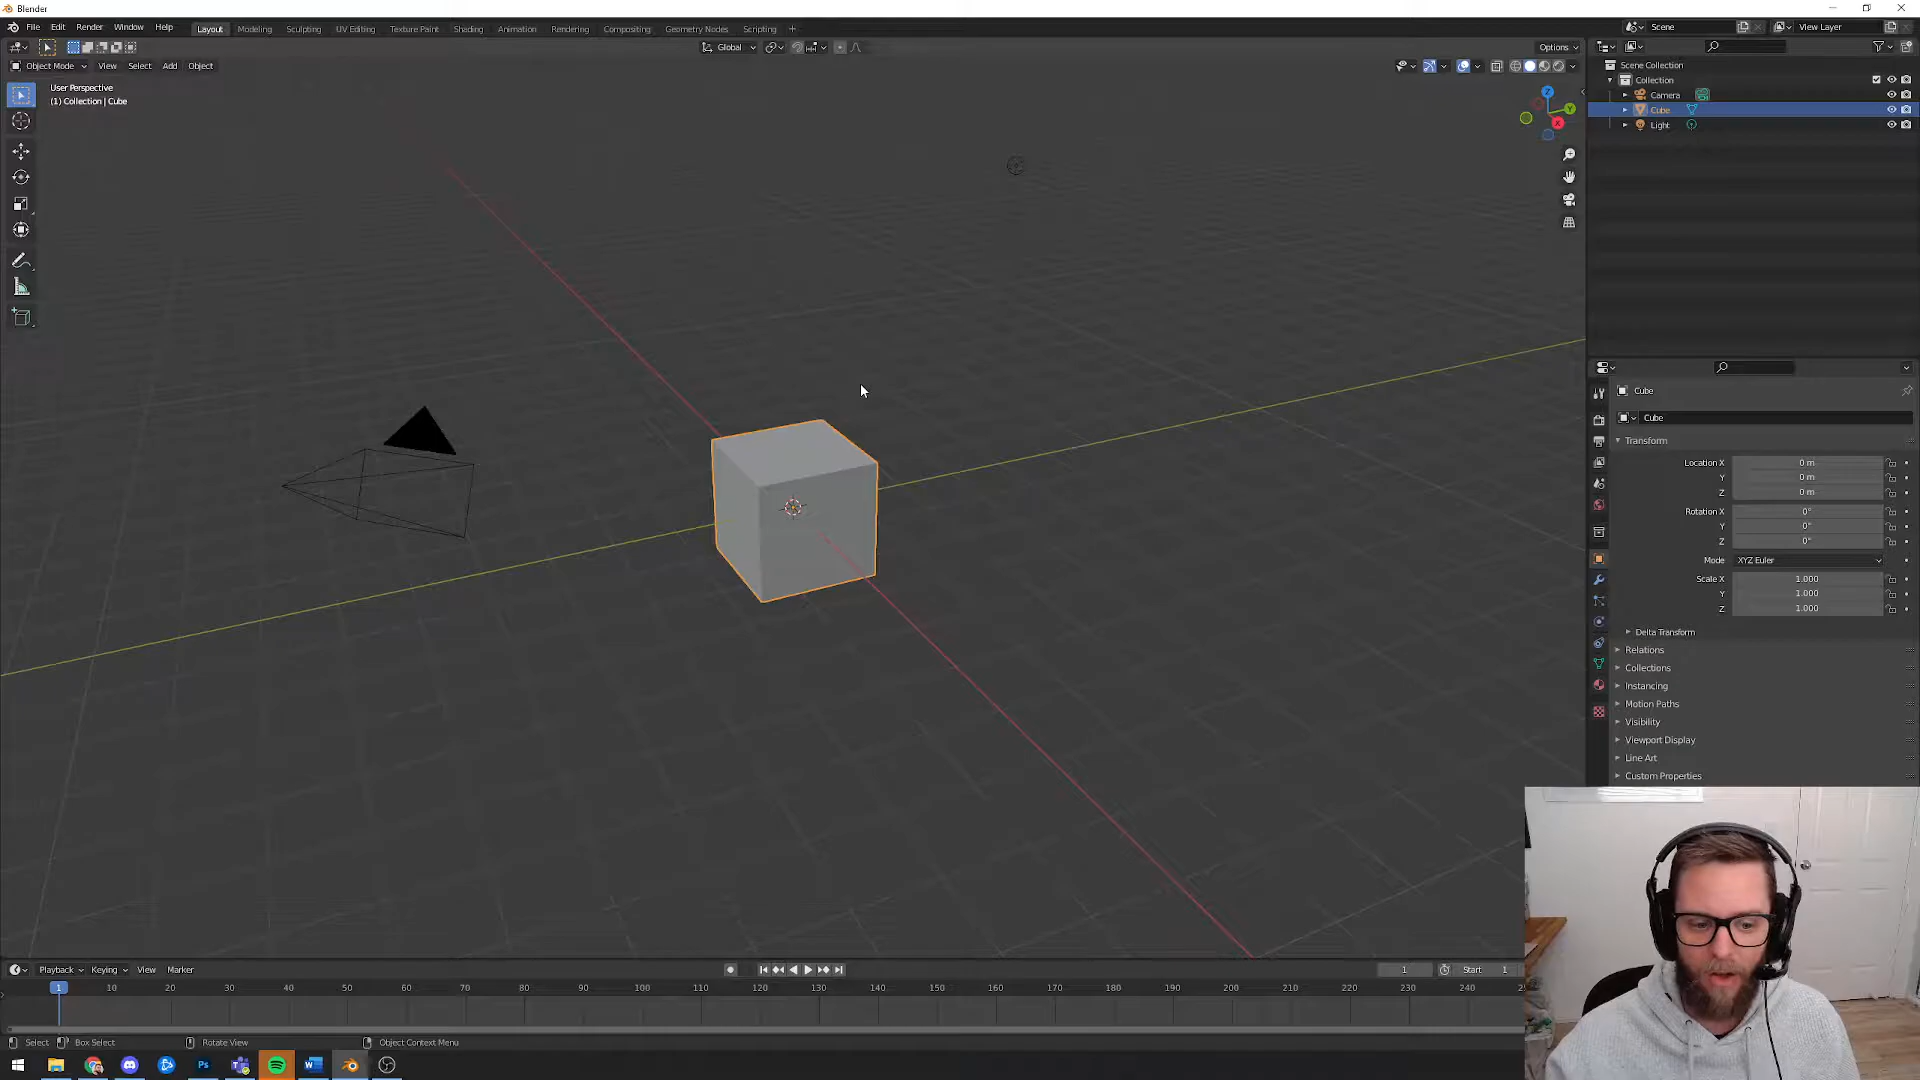 Blender
File Edit Render Window Help
Layout Modeling Sculpting UV Editing Texture Paint Shading Animation Rendering Compositing Geometry Nodes Scripting +
Scene View Layer
Global Options
Object Mode View Select Add Object
User Perspective
(1) Collection | Cube
Z
Y
X
Scene Collection
Collection
Camera
Cube
Light
Cube
Cube
Transform
Location X 0 m
Y 0 m
Z 0 m
Rotation X 0°
Y 0°
Z 0°
Mode XYZ Euler
Scale X 1.000
Y 1.000
Z 1.000
Delta Transform
Relations
Collections
Instancing
Motion Paths
Visibility
Viewport Display
Line Art
Custom Properties
Playback Keying View Marker 1 Start 1
1 10 20 30 40 50 60 70 80 90 100 110 120 130 140 150 160 170 180 190 200 210 220 230 240
Select Box Select Rotate View Object Context Menu
Ps W